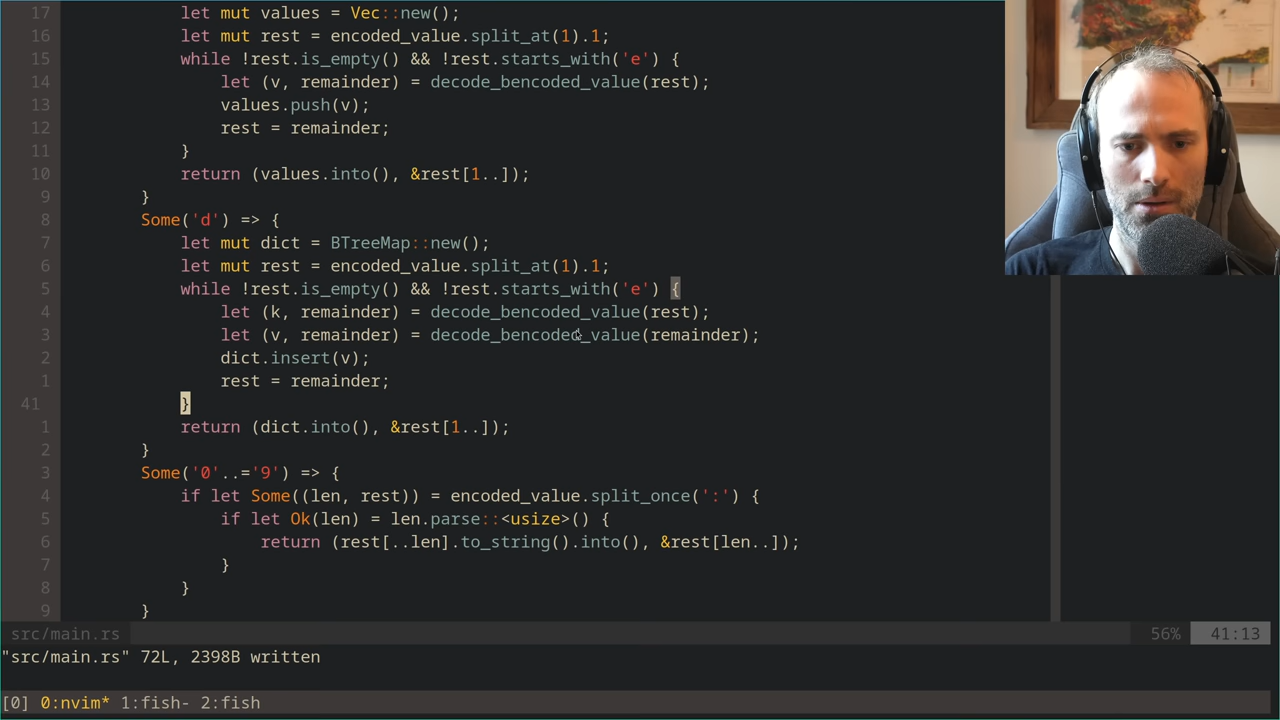 17 let mut values = Vec::new();
16 let mut rest = encoded_value.split_at(1).1;
15 while !rest.is_empty() && !rest.starts_with('e') {
14 let (v, remainder) = decode_bencoded_value(rest);
13 values.push(v);
12 rest = remainder;
11 }
10 return (values.into(), &rest[1..]);
9 }
8 Some('d') => {
7 let mut dict = BTreeMap::new();
6 let mut rest = encoded_value.split_at(1).1;
5 while !rest.is_empty() && !rest.starts_with('e') {
4 let (k, remainder) = decode_bencoded_value(rest);
3 let (v, remainder) = decode_bencoded_value(remainder);
2 dict.insert(v);
1 rest = remainder;
41 }
1 return (dict.into(), &rest[1..]);
2 }
3 Some('0'..='9') => {
4 if let Some((len, rest)) = encoded_value.split_once(':') {
5 if let Ok(len) = len.parse::<usize>() {
6 return (rest[..len].to_string().into(), &rest[len..]);
7 }
8 }
9 }
src/main.rs 56% 41:13
"src/main.rs" 72L, 2398B written
[0] 0:nvim* 1:fish- 2:fish